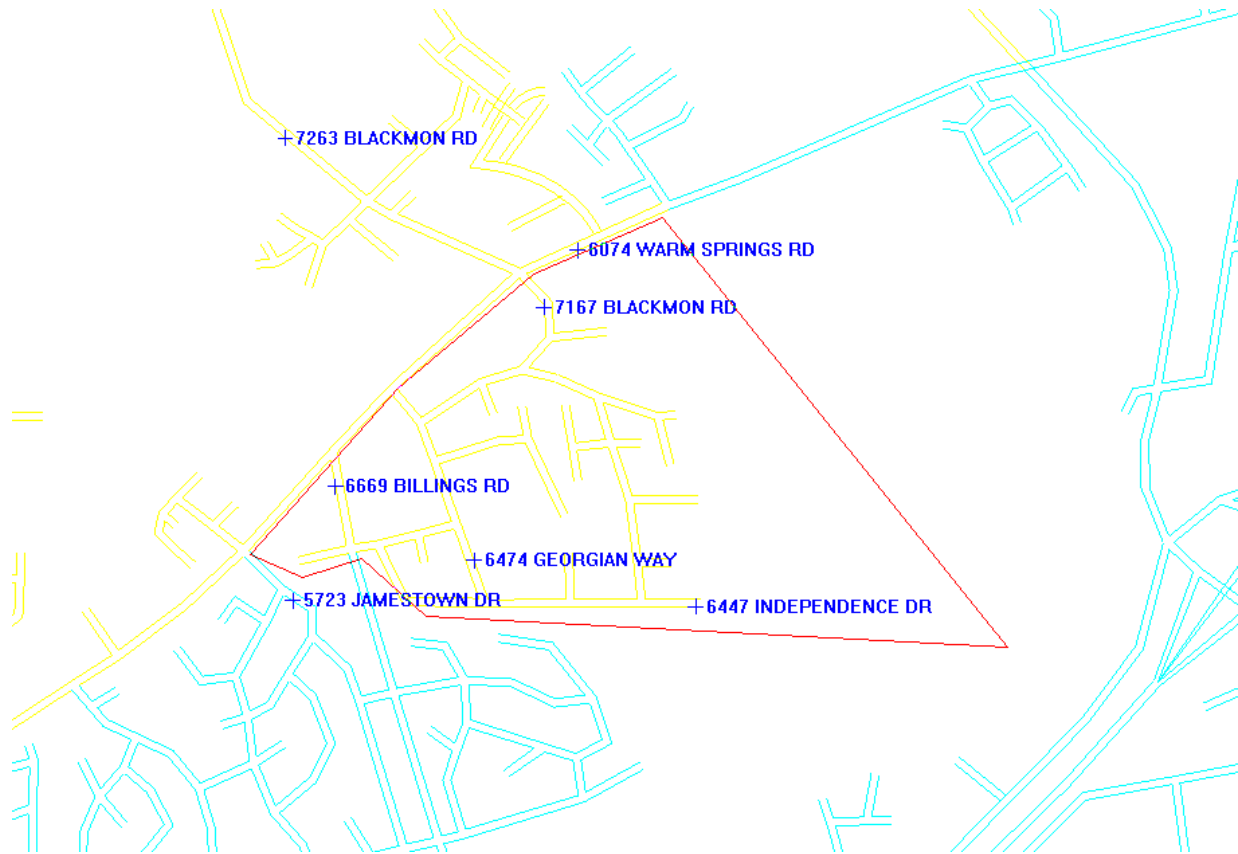 7263 BLACKMON RD
6074 WARM SPRINGS RD
7167 BLACKMON RD
6669 BILLINGS RD
6474 GEORGIAN WAY
5723 JAMESTOWN DR
6447 INDEPENDENCE DR